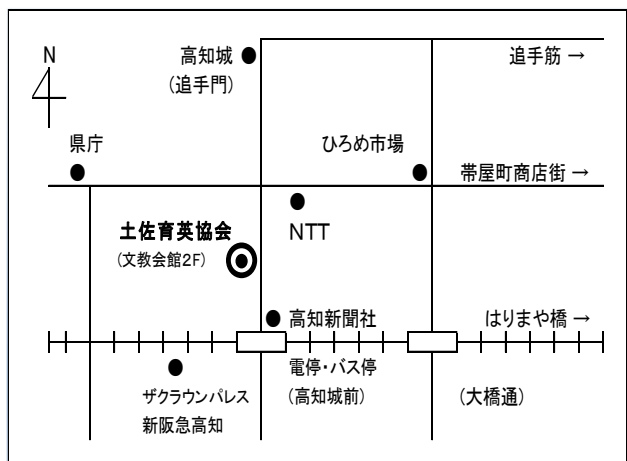 N
高知城
(追手門)
追手筋 →
県庁
ひろめ市場
帯屋町商店街 →
土佐育英協会
(文教会館2F)
NTT
高知新聞社
はりまや橋 →
ザクラウンパレス
新阪急高知
電停・バス停
(高知城前)
(大橋通)